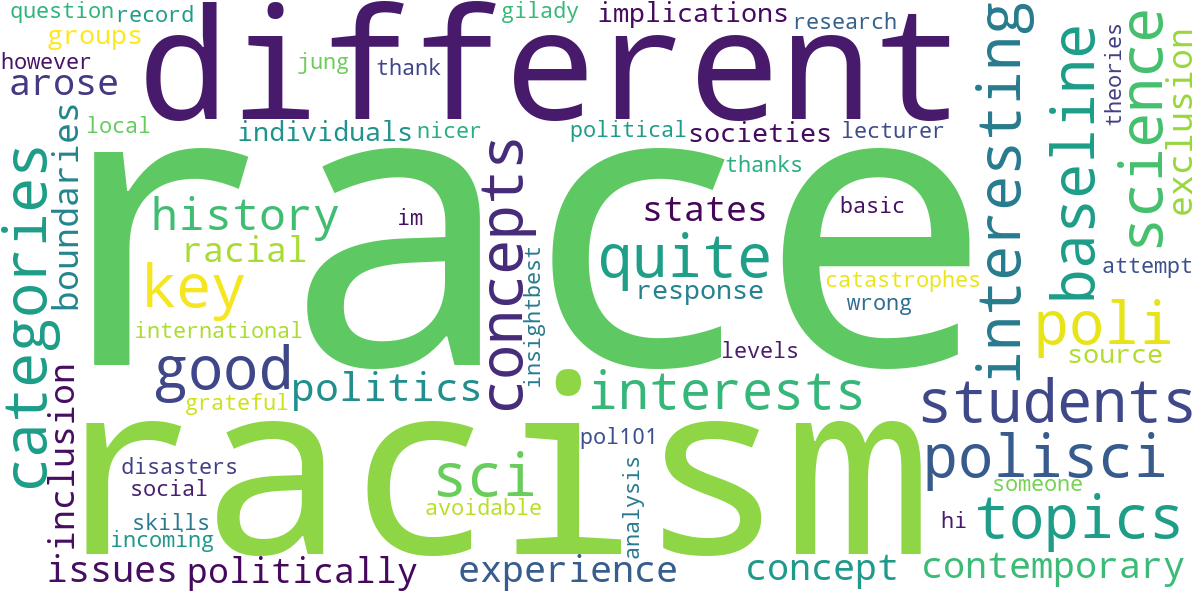 question
record
gilady
implications
research
groups
different
interesting
science
however
jung
thank
arose
theories
baseline
exclusion
local
individuals
nicer
political
societies
lecturer
boundaries
categories
race
concepts
thanks
history
im
states
basic
racial
quite
key
response
catastrophes
wrong
attempt
insightbest
international
poli
levels
source
good
politics
interests
grateful
students
inclusion
racism
pol101
polisci
disasters
sci
social
avoidable
analysis
someone
skills
hi
topics
incoming
issues
politically
experience
concept
contemporary